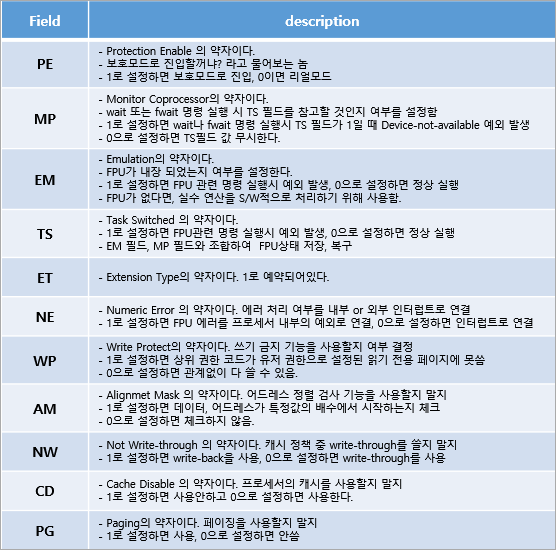 Field description
PE
- Protection Enable 의 약자이다.
- 보호모드로 진입할꺼냐? 라고 물어보는 놈
- 1로 설정하면 보호모드로 진입, 0이면 리얼모드
MP
- Monitor Coprocessor의 약자이다.
- wait 또는 fwait 명령 실행 시 TS 필드를 참고할 것인지 여부를 설정함
- 1로 설정하면 wait나 fwait 명령 실행시 TS 필드가 1일 때 Device-not-available 예외 발생
- 0으로 설정하면 TS필드 값 무시한다.
EM
- Emulation의 약자이다.
- FPU가 내장 되었는지 여부를 설정한다.
- 1로 설정하면 FPU 관련 명령 실행시 예외 발생, 0으로 설정하면 정상 실행
- FPU가 없다면, 실수 연산을 S/W적으로 처리하기 위해 사용함.
TS
- Task Switched 의 약자이다.
- 1로 설정하면 FPU관련 명령 실행시 예외 발생, 0으로 설정하면 정상 실행
- EM 필드, MP 필드와 조합하여 FPU상태 저장, 복구
ET
- Extension Type의 약자이다. 1로 예약되어있다.
NE
- Numeric Error 의 약자이다. 에러 처리 여부를 내부 or 외부 인터럽트로 연결
- 1로 설정하면 FPU 에러를 프로세서 내부의 예외로 연결, 0으로 설정하면 인터럽트로 연결
WP
- Write Protect의 약자이다. 쓰기 금지 기능을 사용할지 여부 결정
- 1로 설정하면 상위 권한 코드가 유저 권한으로 설정된 읽기 전용 페이지에 못씀
- 0으로 설정하면 관계없이 다 쓸 수 있음.
AM
- Alignmet Mask 의 약자이다. 어드레스 정렬 검사 기능을 사용할지 말지
- 1로 설정하면 데이터, 어드레스가 특정값의 배수에서 시작하는지 체크
- 0으로 설정하면 체크하지 않음.
NW
- Not Write-through 의 약자이다. 캐시 정책 중 write-through를 쓸지 말지
- 1로 설정하면 write-back을 사용, 0으로 설정하면 write-through를 사용
CD
- Cache Disable 의 약자이다. 프로세서의 캐시를 사용할지 말지
- 1로 설정하면 사용안하고 0으로 설정하면 사용한다.
PG
- Paging의 약자이다. 페이징을 사용할지 말지
- 1로 설정하면 사용, 0으로 설정하면 안씀